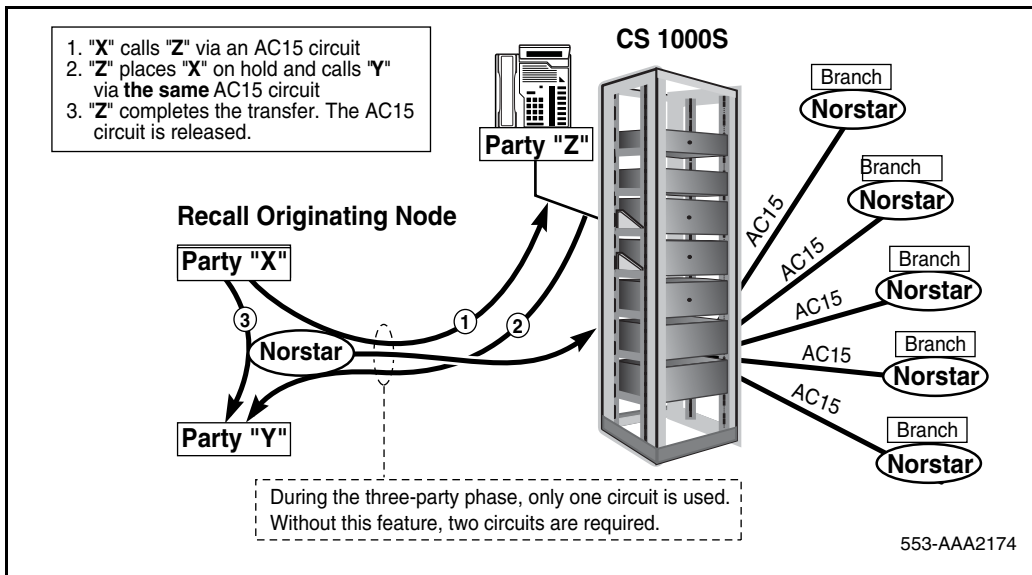 1. "X" calls "Z" via an AC15 circuit
2. "Z" places "X" on hold and calls "Y"
via the same AC15 circuit
3. "Z" completes the transfer. The AC15
circuit is released.
CS 1000S
Party "Z"
Branch
Norstar
Branch
Norstar
Branch
Norstar
Branch
Norstar
Branch
Norstar
AC15
AC15
AC15
AC15
AC15
Recall Originating Node
Party "X"
1
2
3
Norstar
Party "Y"
During the three-party phase, only one circuit is used.
Without this feature, two circuits are required.
553-AAA2174